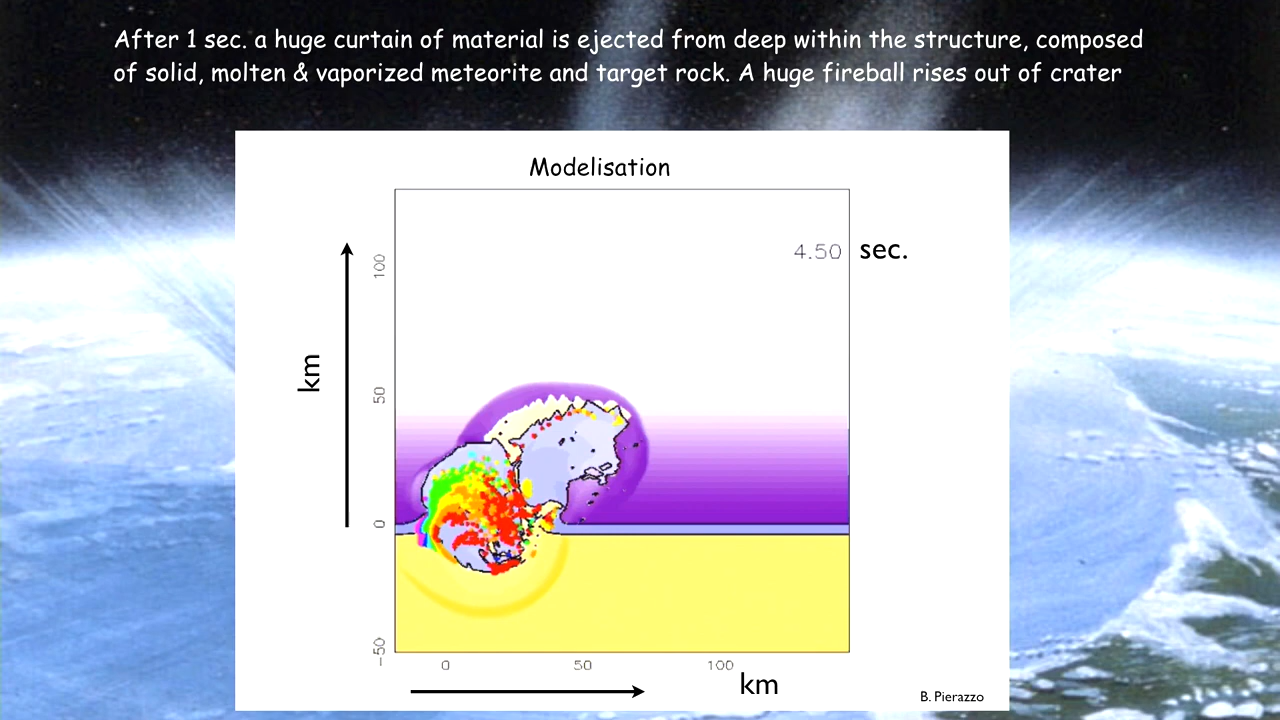 After 1 sec. a huge curtain of material is ejected from deep within the structure, composed
of solid, molten & vaporized meteorite and target rock. A huge fireball rises out of crater
Modelisation
4.50 sec.
100
km
50
0
-50
0 50 100
km
B. Pierazzo